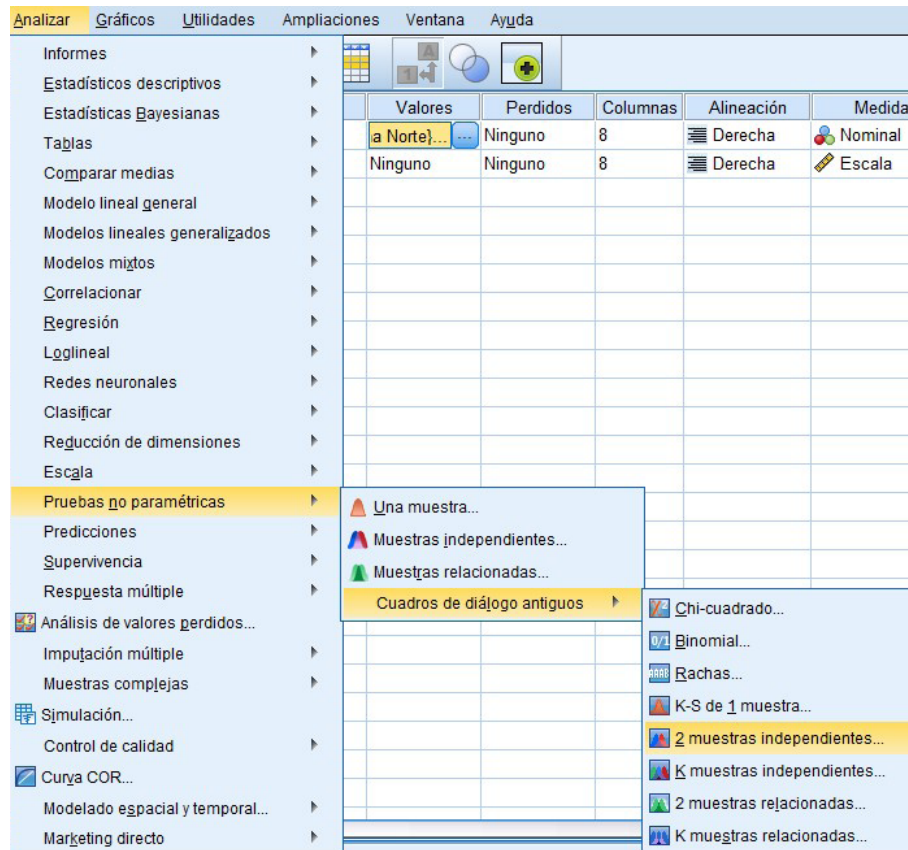 Analizar Gráficos Utilidades Ampliaciones Ventana Ayuda
Informes
Estadísticos descriptivos
Estadísticas Bayesianas
Tablas
Comparar medias
Modelo lineal general
Modelos lineales generalizados
Modelos mixtos
Correlacionar
Regresión
Loglineal
Redes neuronales
Clasificar
Reducción de dimensiones
Escala
Pruebas no paramétricas
Predicciones
Supervivencia
Respuesta múltiple
Análisis de valores perdidos...
Imputación múltiple
Muestras complejas
Simulación...
Control de calidad
Curva COR...
Modelado espacial y temporal...
Marketing directo
A
1
Valores Perdidos Columnas Alineación Medida
a Norte}... ... Ninguno 8 Derecha Nominal
Ninguno Ninguno 8 Derecha Escala
Una muestra...
Muestras independientes...
Muestras relacionadas...
Cuadros de diálogo antiguos
Chi-cuadrado...
0/1 Binomial...
AAAB Rachas...
K-S de 1 muestra...
2 muestras independientes...
K muestras independientes...
2 muestras relacionadas...
K muestras relacionadas...